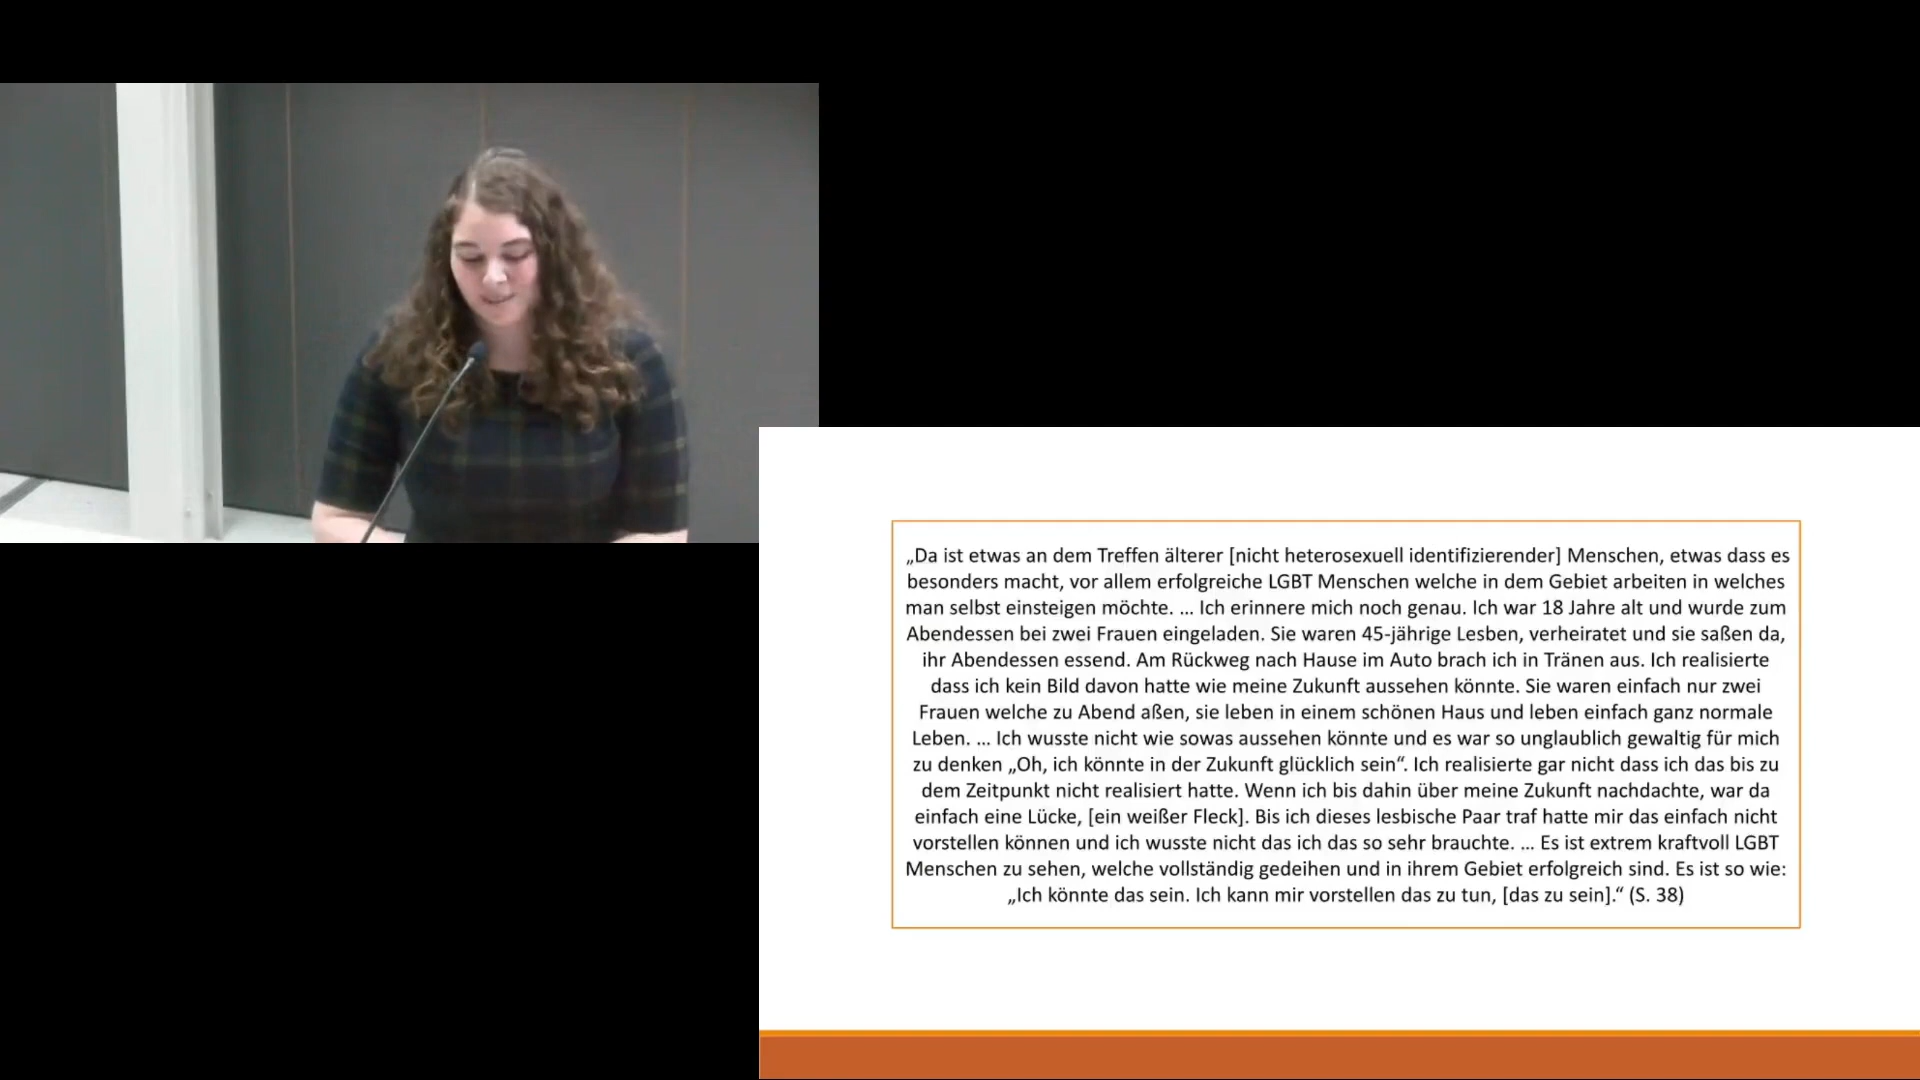 „Da ist etwas an dem Treffen älterer [nicht heterosexuell identifizierender] Menschen, etwas dass es
besonders macht, vor allem erfolgreiche LGBT Menschen welche in dem Gebiet arbeiten in welches
man selbst einsteigen möchte. ... Ich erinnere mich noch genau. Ich war 18 Jahre alt und wurde zum
Abendessen bei zwei Frauen eingeladen. Sie waren 45-jährige Lesben, verheiratet und sie saßen da,
ihr Abendessen essend. Am Rückweg nach Hause im Auto brach ich in Tränen aus. Ich realisierte
dass ich kein Bild davon hatte wie meine Zukunft aussehen könnte. Sie waren einfach nur zwei
Frauen welche zu Abend aßen, sie leben in einem schönen Haus und leben einfach ganz normale
Leben. ... Ich wusste nicht wie sowas aussehen könnte und es war so unglaublich gewaltig für mich
zu denken „Oh, ich könnte in der Zukunft glücklich sein“. Ich realisierte gar nicht dass ich das bis zu
dem Zeitpunkt nicht realisiert hatte. Wenn ich bis dahin über meine Zukunft nachdachte, war da
einfach eine Lücke, [ein weißer Fleck]. Bis ich dieses lesbische Paar traf hatte mir das einfach nicht
vorstellen können und ich wusste nicht das ich das so sehr brauchte. ... Es ist extrem kraftvoll LGBT
Menschen zu sehen, welche vollständig gedeihen und in ihrem Gebiet erfolgreich sind. Es ist so wie:
„Ich könnte das sein. Ich kann mir vorstellen das zu tun, [das zu sein].“ (S. 38)